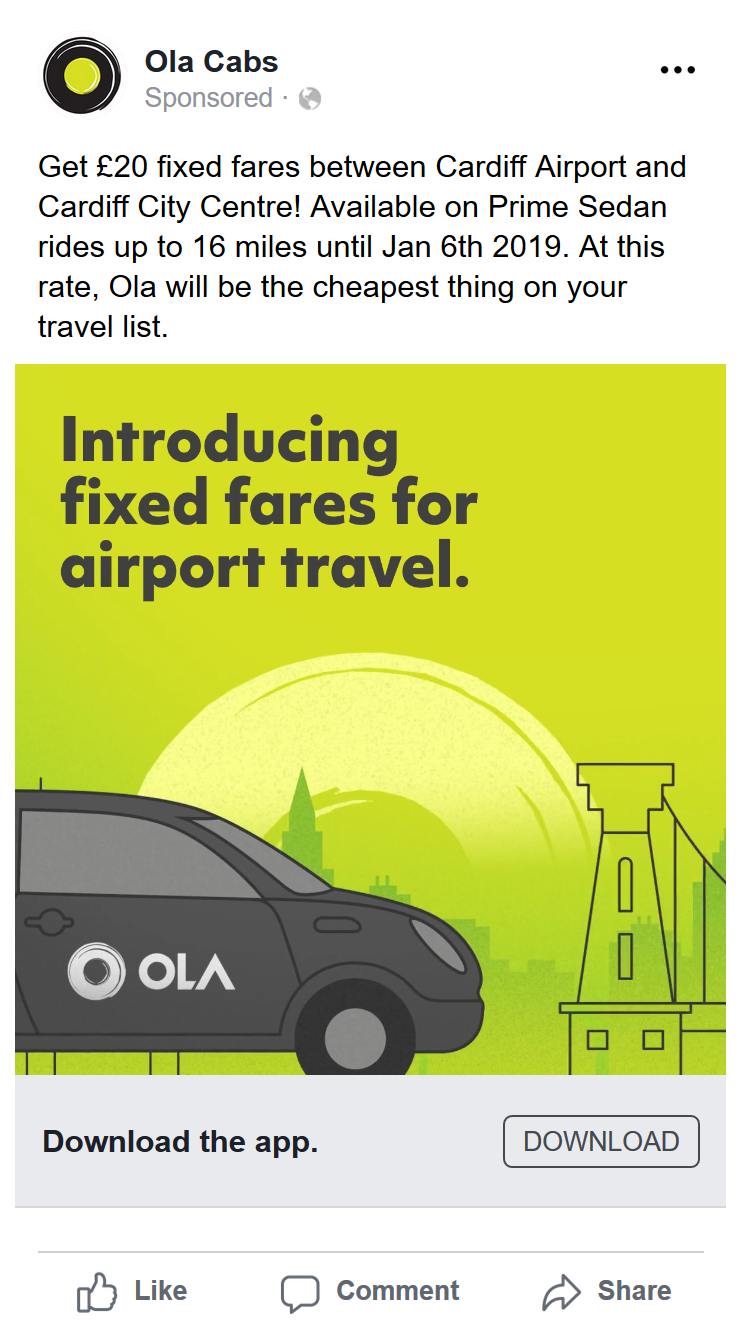 Ola Cabs
Sponsored ·
Get £20 fixed fares between Cardiff Airport and
Cardiff City Centre! Available on Prime Sedan
rides up to 16 miles until Jan 6th 2019. At this
rate, Ola will be the cheapest thing on your
travel list.
Introducing
fixed fares for
airport travel.
OLA
Download the app.
DOWNLOAD
Like
Comment
Share